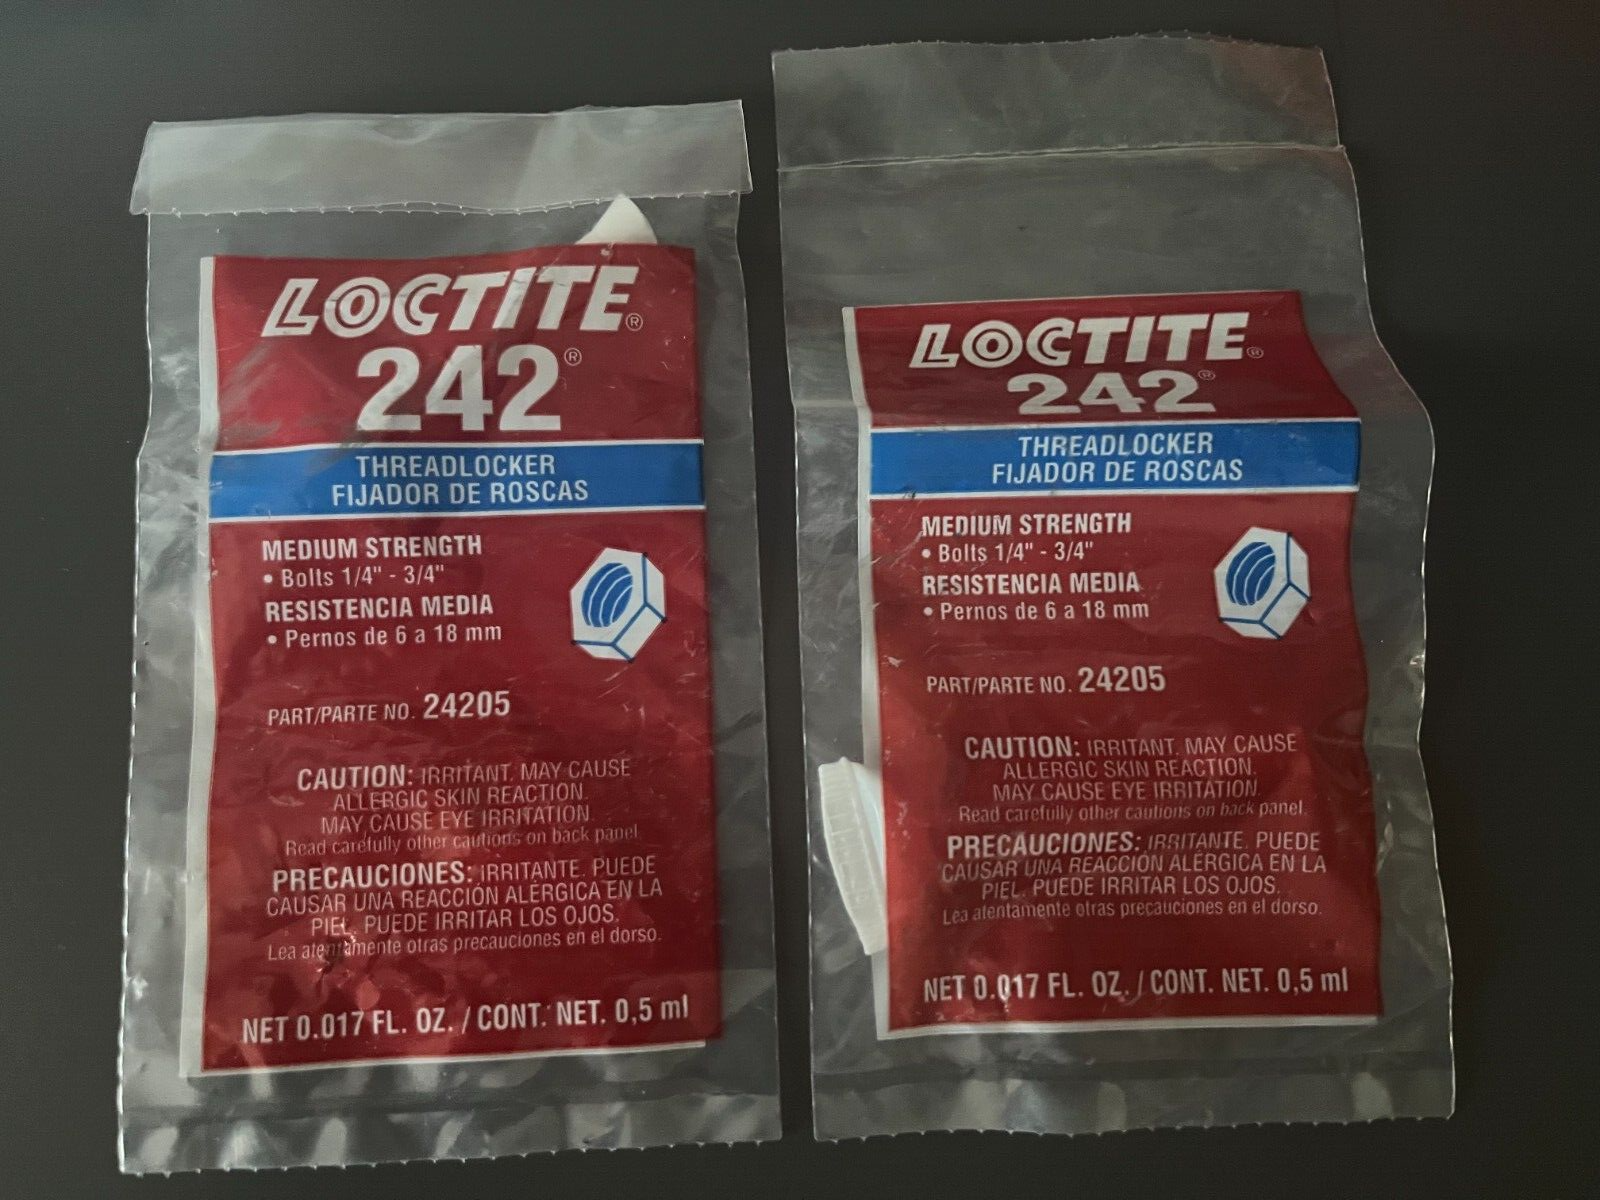 LOCTITE®
242®
THREADLOCKER
FIJADOR DE ROSCAS
MEDIUM STRENGTH
• Bolts 1/4" - 3/4"
RESISTENCIA MEDIA
• Pernos de 6 a 18 mm
PART/PARTE NO. 24205
CAUTION: IRRITANT. MAY CAUSE
ALLERGIC SKIN REACTION.
MAY CAUSE EYE IRRITATION.
Read carefully other cautions on back panel.
PRECAUCIONES: IRRITANTE. PUEDE
CAUSAR UNA REACCIÓN ALÉRGICA EN LA
PIEL. PUEDE IRRITAR LOS OJOS.
Lea atentamente otras precauciones en el dorso.
NET 0.017 FL. OZ. / CONT. NET. 0,5 ml
LOCTITE®
242®
THREADLOCKER
FIJADOR DE ROSCAS
MEDIUM STRENGTH
• Bolts 1/4" - 3/4"
RESISTENCIA MEDIA
• Pernos de 6 a 18 mm
PART/PARTE NO. 24205
CAUTION: IRRITANT. MAY CAUSE
ALLERGIC SKIN REACTION.
MAY CAUSE EYE IRRITATION.
Read carefully other cautions on back panel.
PRECAUCIONES: IRRITANTE. PUEDE
CAUSAR UNA REACCIÓN ALÉRGICA EN LA
PIEL. PUEDE IRRITAR LOS OJOS.
Lea atentamente otras precauciones en el dorso.
NET 0.017 FL. OZ. / CONT. NET. 0,5 ml